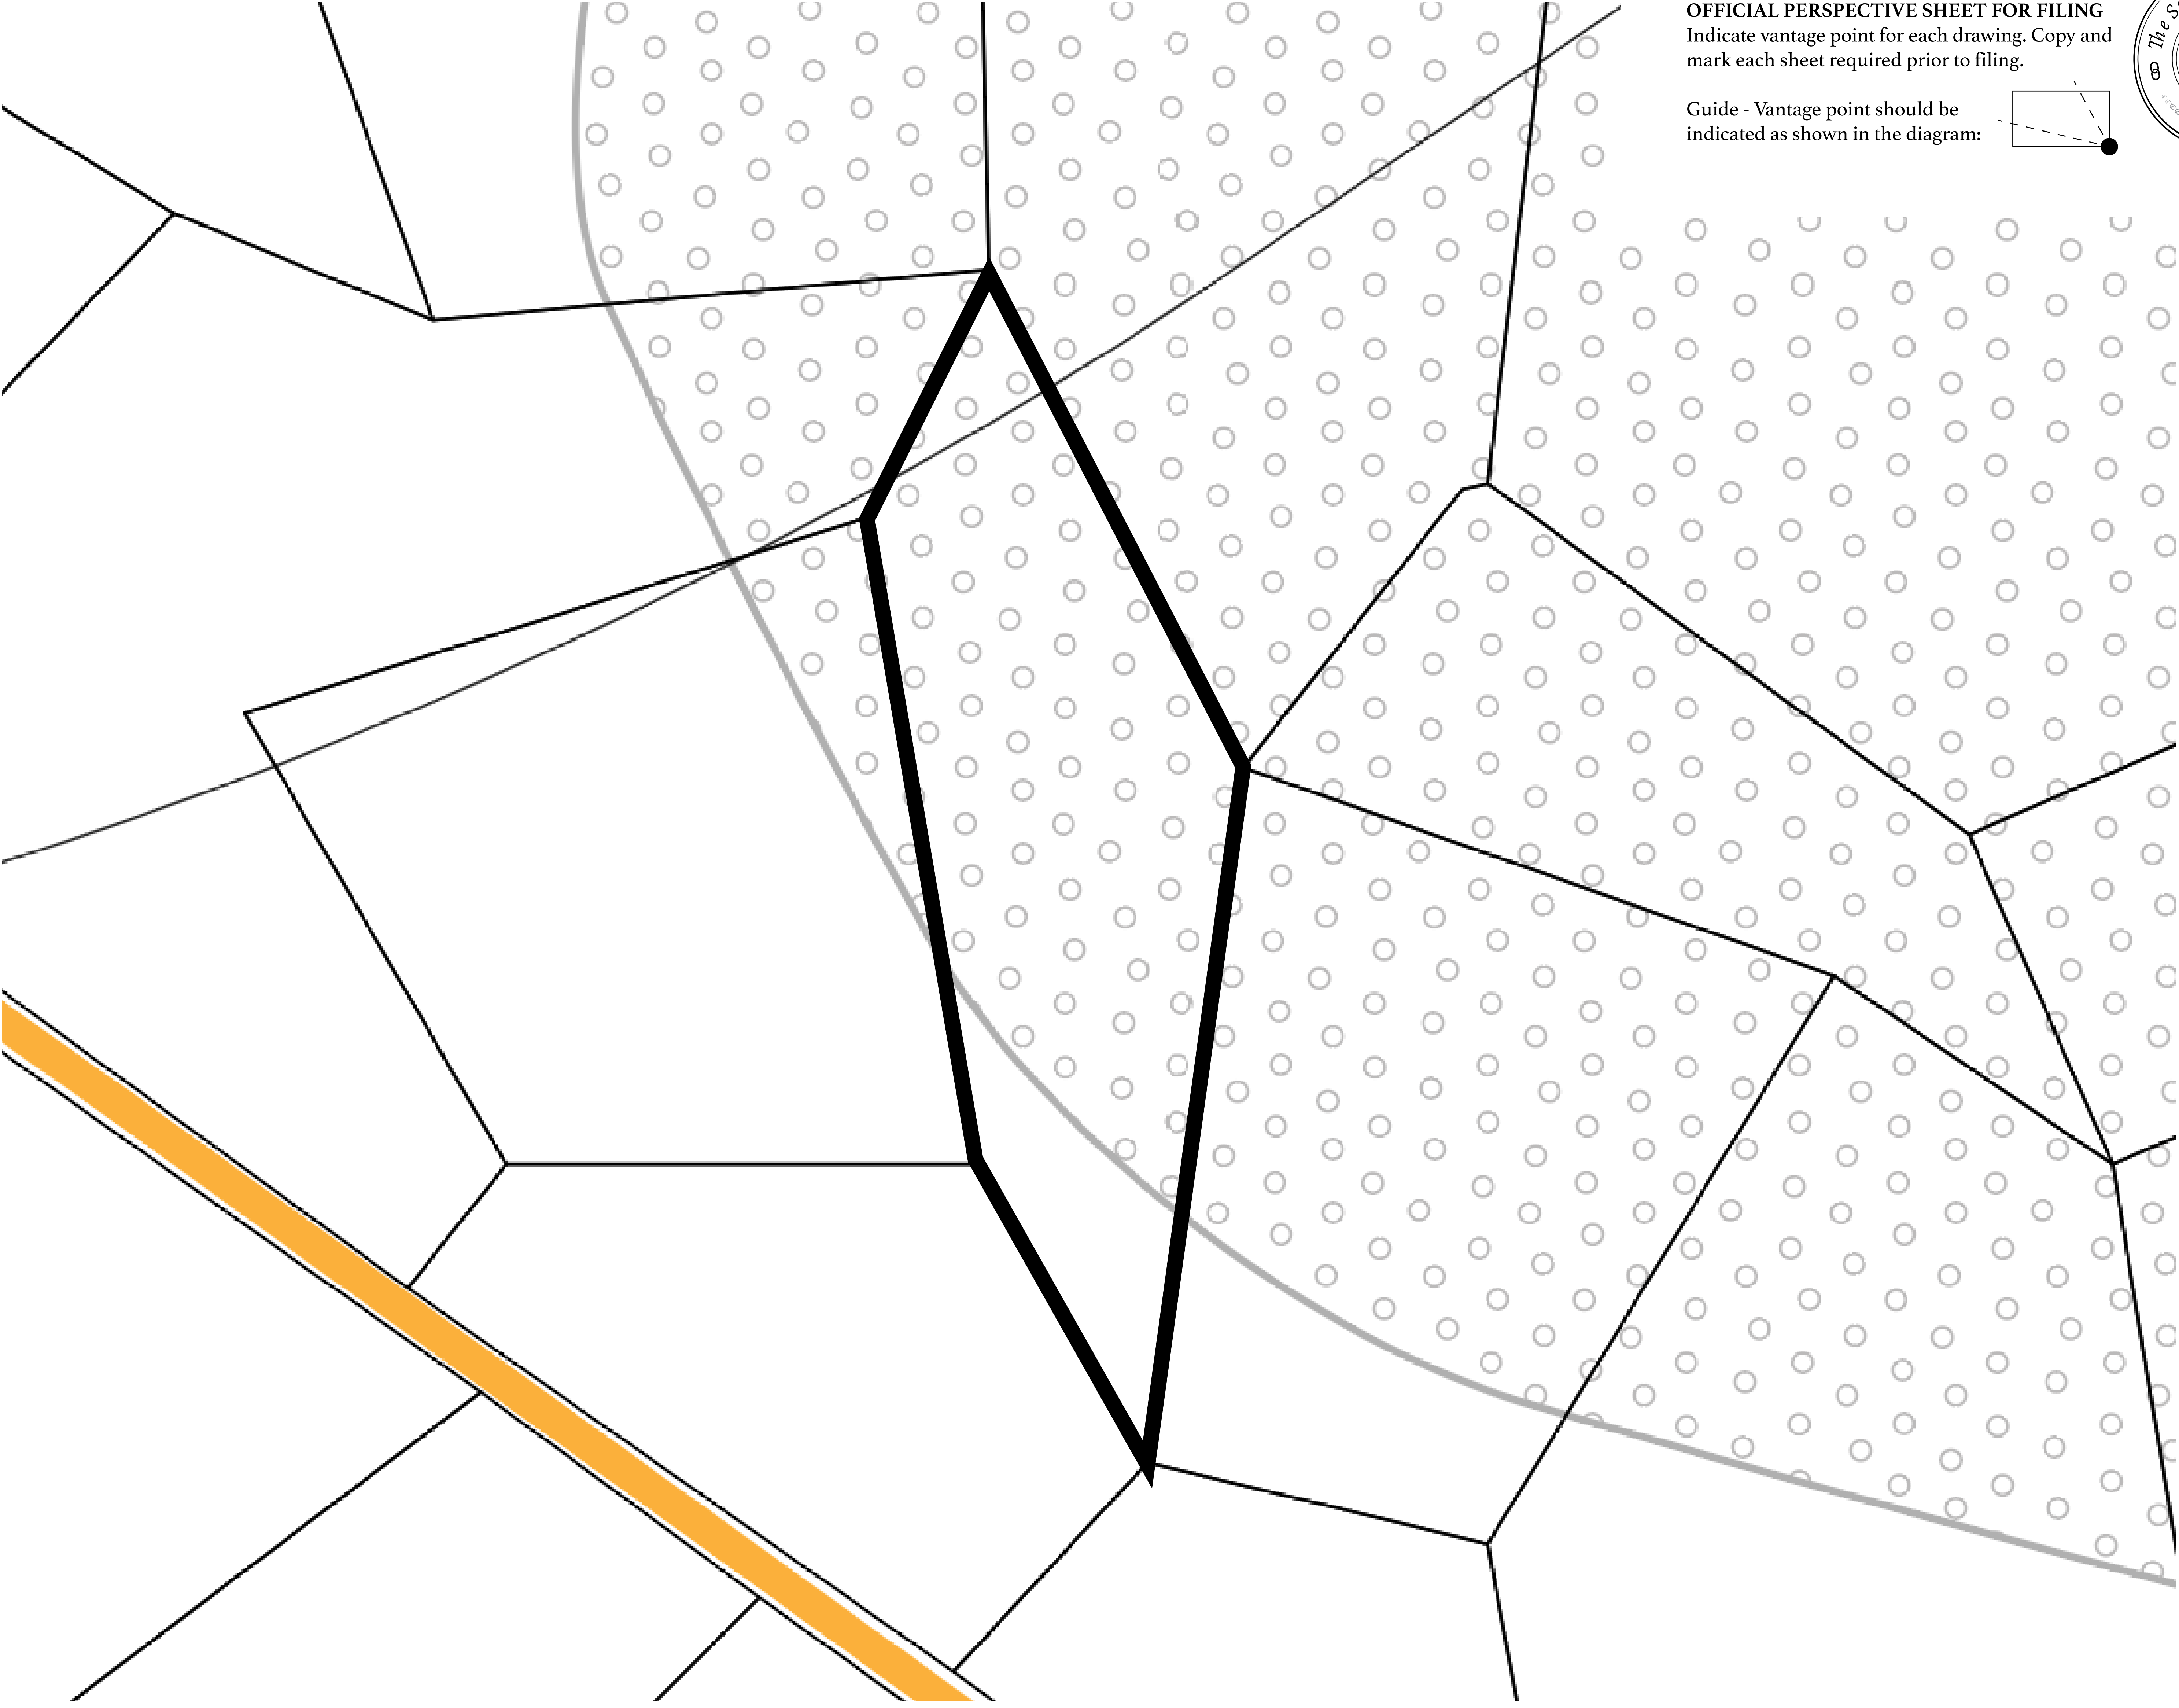 OFFICIAL PERSPECTIVE SHEET FOR FILING
Indicate vantage point for each drawing. Copy and
mark each sheet required prior to filing.
Guide - Vantage point should be
indicated as shown in the diagram:
The